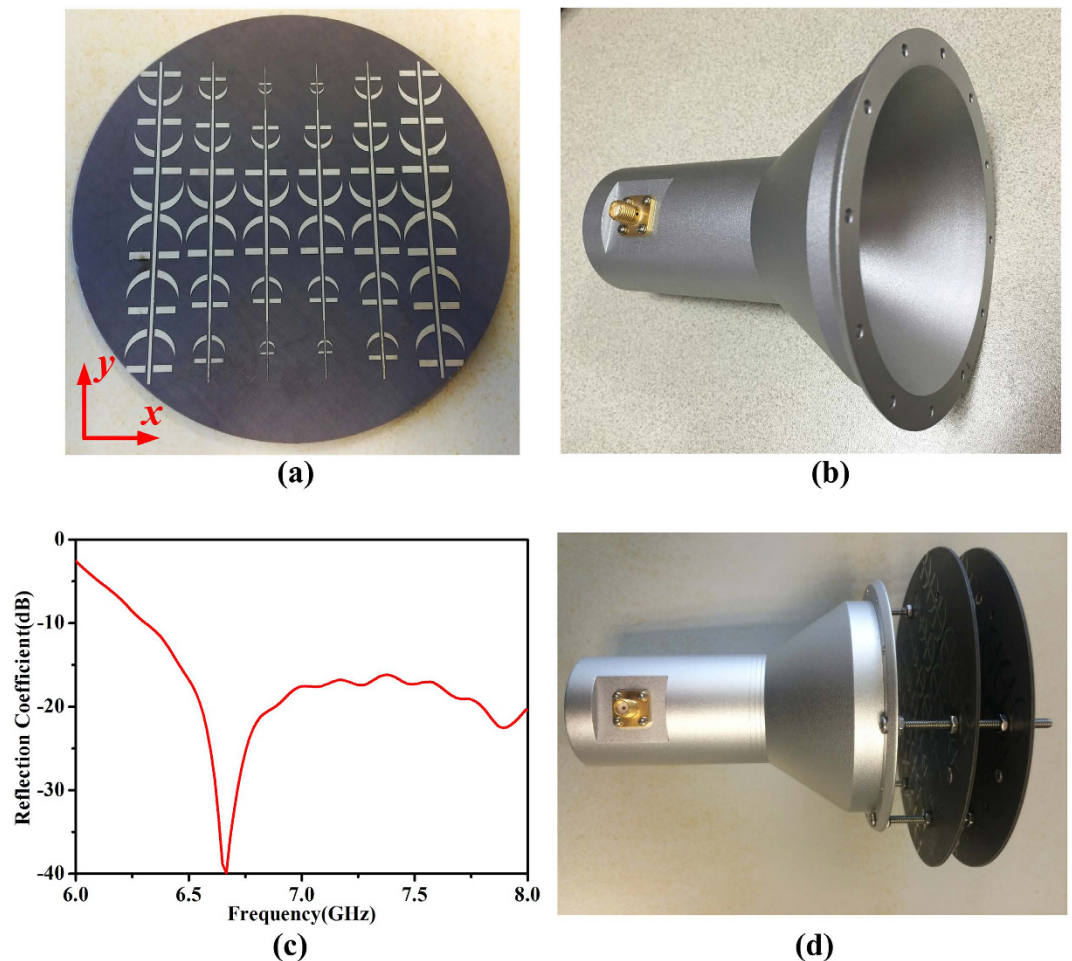 y
x
(a)
(b)
0
-10
-20
-30
-40
Reflection Coefficient(dB)
6.0 6.5 7.0 7.5 8.0
Frequency(GHz)
(c)
(d)